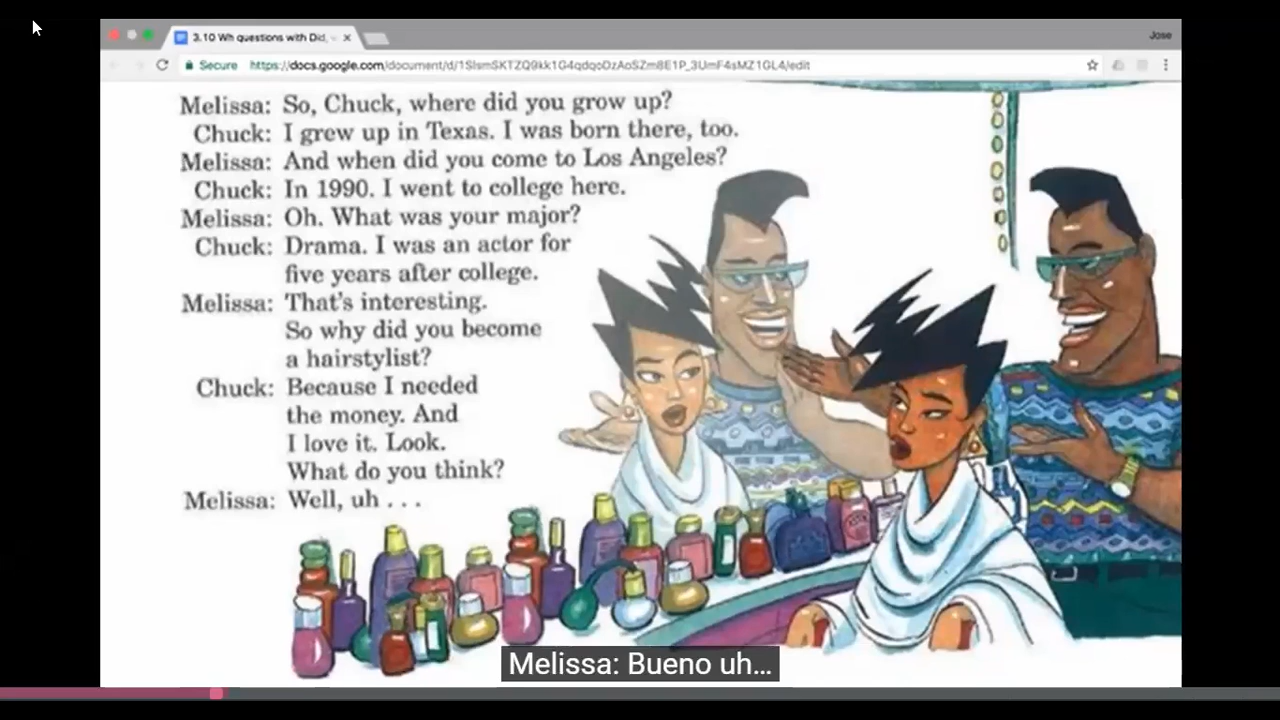 3.10 Wh questions with Did,
Jose
Secure https://docs.google.com/document/d/1SIsmSKTZQ9kk1G4qdqoDzAoSZm8E1P_3UmF4sMZ1GL4/edit
Melissa: So, Chuck, where did you grow up?
Chuck: I grew up in Texas. I was born there, too.
Melissa: And when did you come to Los Angeles?
Chuck: In 1990. I went to college here.
Melissa: Oh. What was your major?
Chuck: Drama. I was an actor for
five years after college.
Melissa: That's interesting.
So why did you become
a hairstylist?
Chuck: Because I needed
the money. And
I love it. Look.
What do you think?
Melissa: Well, uh . . .
Melissa: Bueno uh...